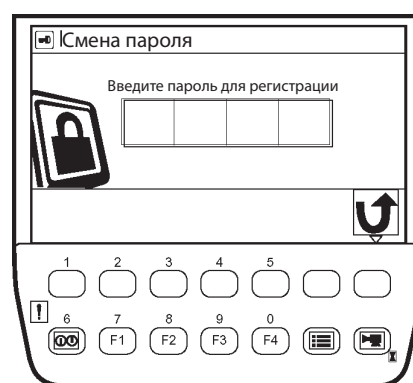 Смена пароля
Введите пароль для регистрации
1 2 3 4 5
6 7 8 9 0
F1 F2 F3 F4